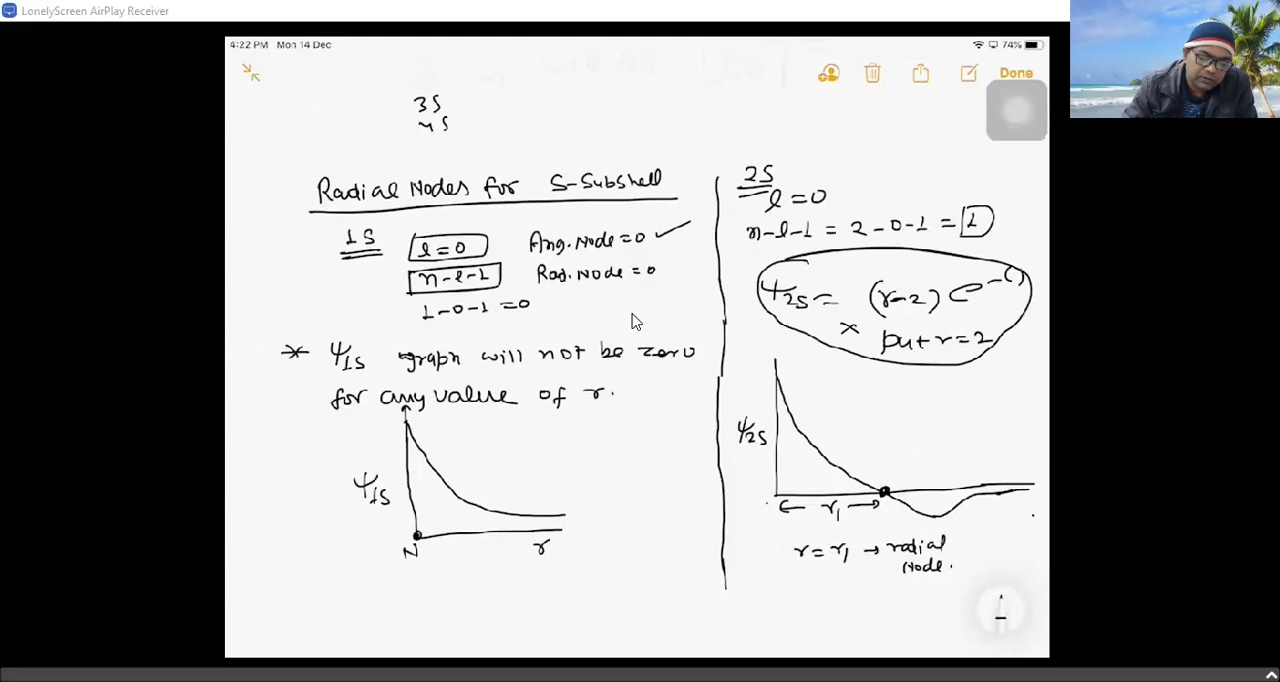 LonelyScreen AirPlay Receiver
4:22 PM Mon 14 Dec
74%
Done
3S
4S
Radial Nodes for S-Subshell
1S l=0 Ang. Node = 0 ✓
n-l-1 Rad. Node = 0
1-0-1 = 0
* ψ1S graph will not be zero
for any value of r.
ψ1S
N r
2S
l = 0
n-l-1 = 2-0-1 = 1
ψ2S = (r-2) e-()
× put r=2
ψ2S
← r1 →
r = r1 → radial
Node.